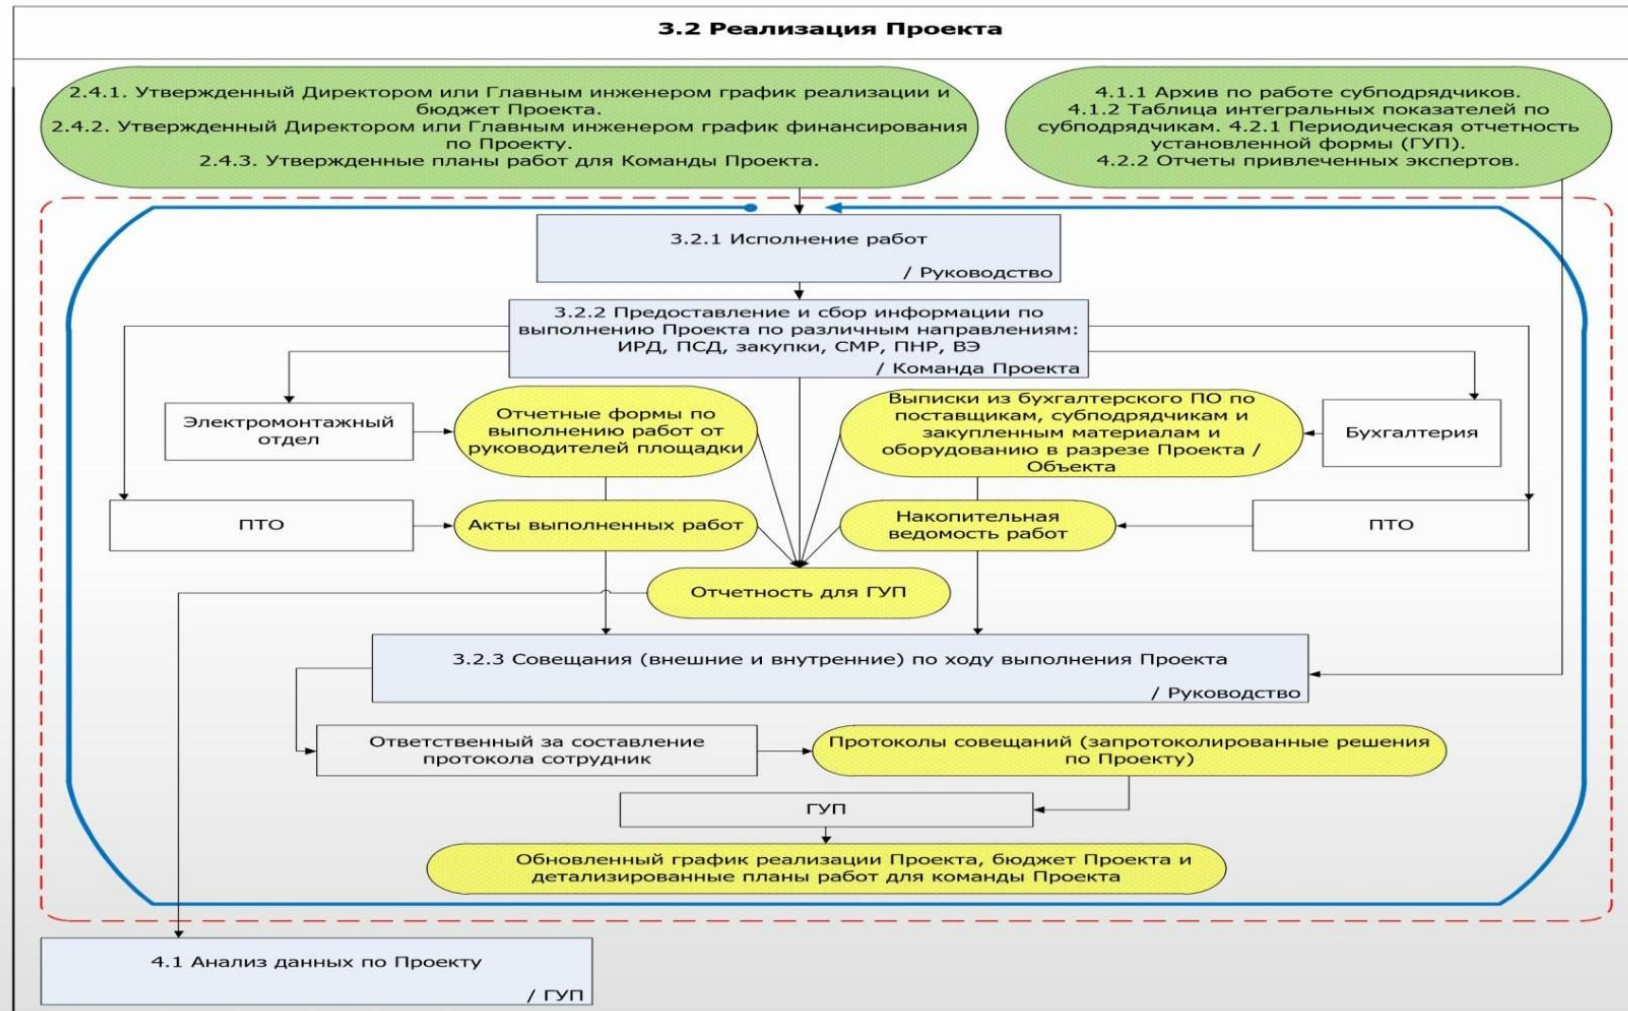 3.2 Реализация Проекта
2.4.1. Утвержденный Директором или Главным инженером график реализации и
бюджет Проекта.
2.4.2. Утвержденный Директором или Главным инженером график финансирования
по Проекту.
2.4.3. Утвержденные планы работ для Команды Проекта.
4.1.1 Архив по работе субподрядчиков.
4.1.2 Таблица интегральных показателей по
субподрядчикам. 4.2.1 Периодическая отчетность
установленной формы (ГУП).
4.2.2 Отчеты привлеченных экспертов.
3.2.1 Исполнение работ
/ Руководство
3.2.2 Предоставление и сбор информации по
выполнению Проекта по различным направлениям:
ИРД, ПСД, закупки, СМР, ПНР, ВЭ
/ Команда Проекта
Электромонтажный
отдел
Отчетные формы по
выполнению работ от
руководителей площадки
Выписки из бухгалтерского ПО по
поставщикам, субподрядчикам и
закупленным материалам и
оборудованию в разрезе Проекта /
Объекта
Бухгалтерия
ПТО
Акты выполненных работ
Накопительная
ведомость работ
ПТО
Отчетность для ГУП
3.2.3 Совещания (внешние и внутренние) по ходу выполнения Проекта
/ Руководство
Ответственный за составление
протокола сотрудник
Протоколы совещаний (запротоколированные решения
по Проекту)
ГУП
Обновленный график реализации Проекта, бюджет Проекта и
детализированные планы работ для команды Проекта
4.1 Анализ данных по Проекту
/ ГУП